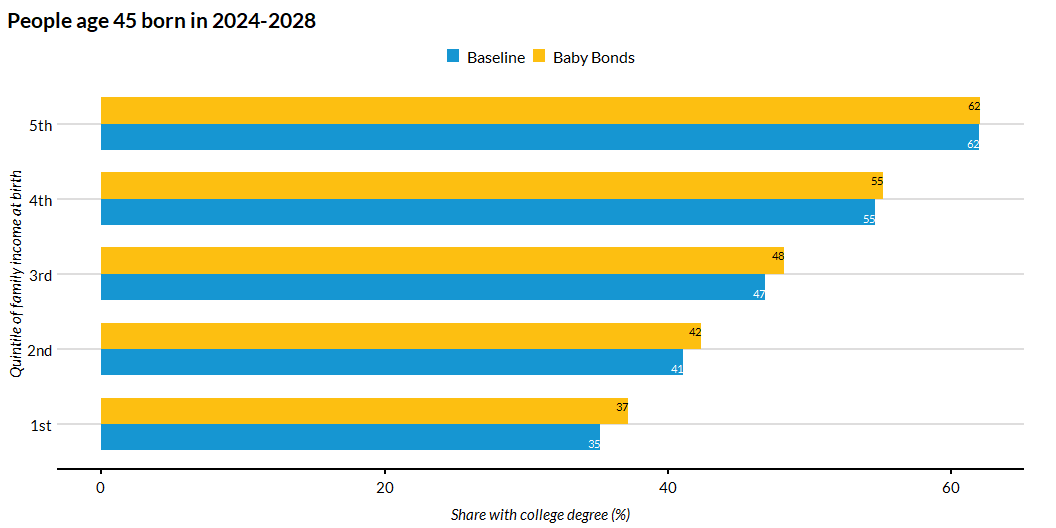 People age 45 born in 2024-2028
Baseline Baby Bonds
Quintile of family income at birth
5th
62
62
4th
55
55
3rd
48
47
2nd
42
41
1st
37
35
0 20 40 60
Share with college degree (%)